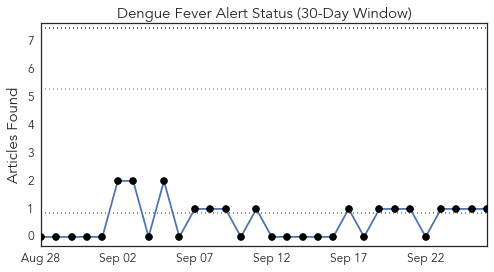 Dengue Fever Alert Status (30-Day Window)
Articles Found
7
6
5
4
3
2
1
0
Aug 28 Sep 02 Sep 07 Sep 12 Sep 17 Sep 22